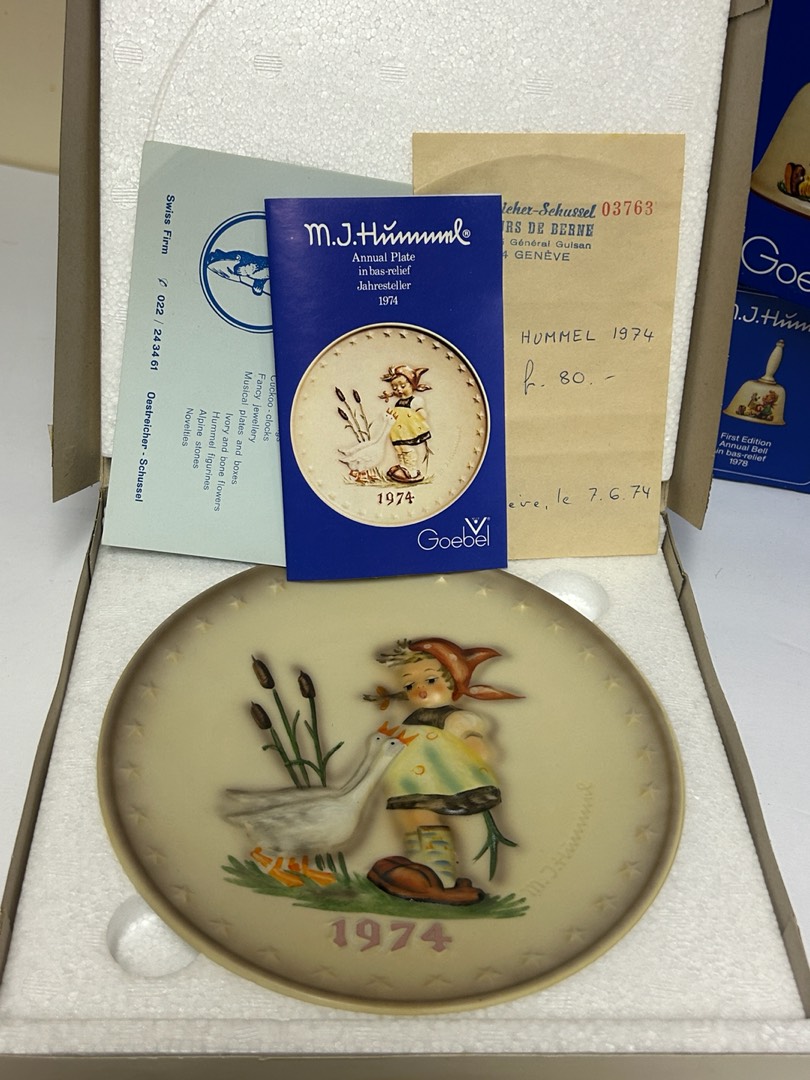 Swiss Firm
✆ 022 / 24 34 61
Oestreicher - Schussel
Cuckoo - clocks
Fancy jewellery
Musical plates and boxes
Ivory and bone flowers
Hummel figurines
Alpine stones
Novelties
M.J.Hummel®
Annual Plate
in bas-relief
Jahresteller
1974
1974
Goebel
icher-Schussel 03763
RS DE BERNE
Général Guisan
4 GENÈVE
HUMMEL 1974
fr. 80.-
ève, le 7.6.74
Goe
.J.Hum
First Edition
Annual Bell
in bas-relief
1978
M.J.Hummel
1974